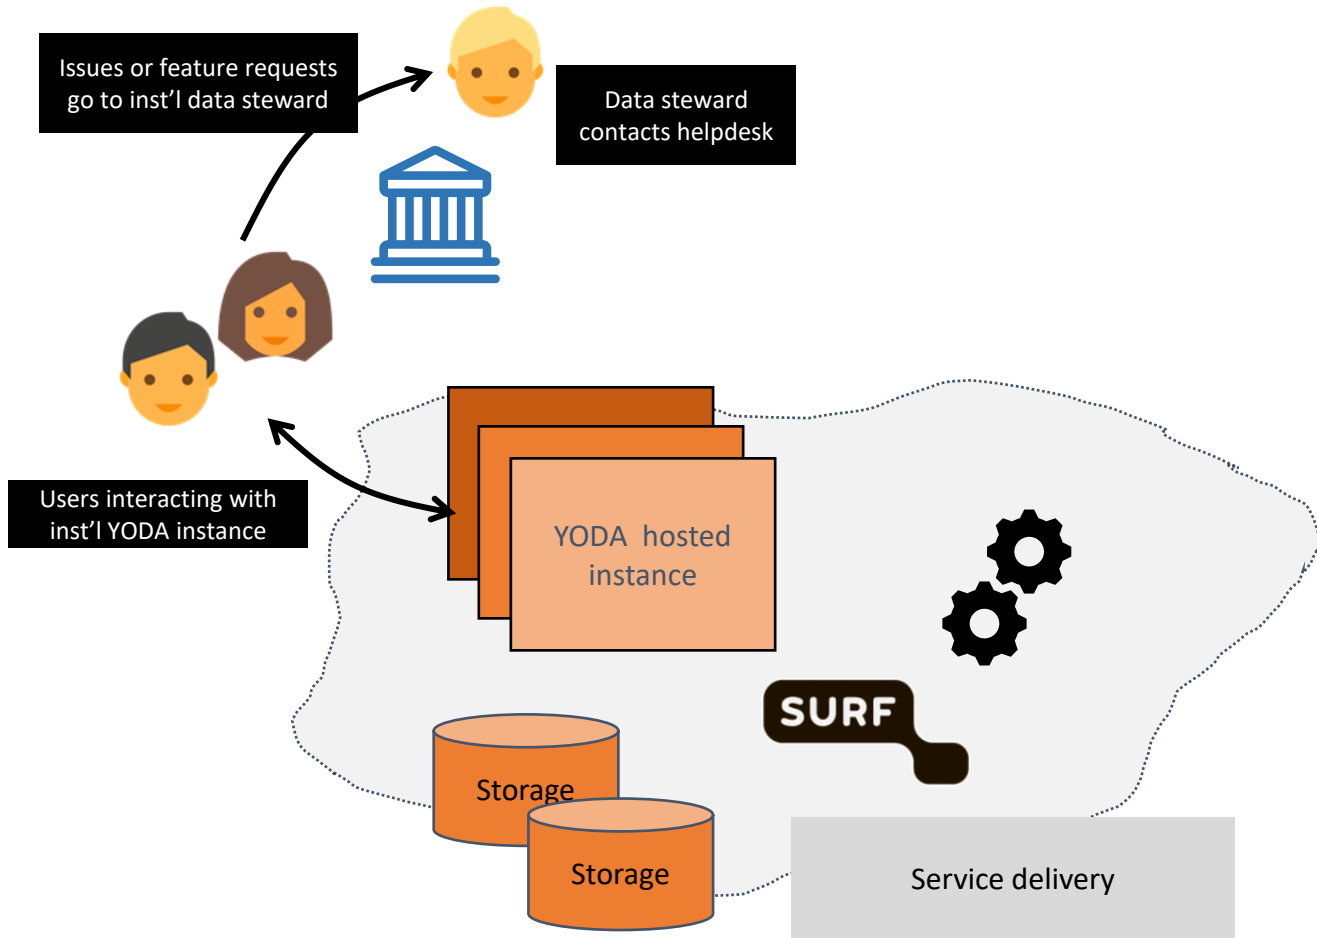 Issues or feature requests
go to inst'l data steward
Data steward
contacts helpdesk
Users interacting with
inst'l YODA instance
YODA hosted
instance
SURF
Storage
Storage
Service delivery